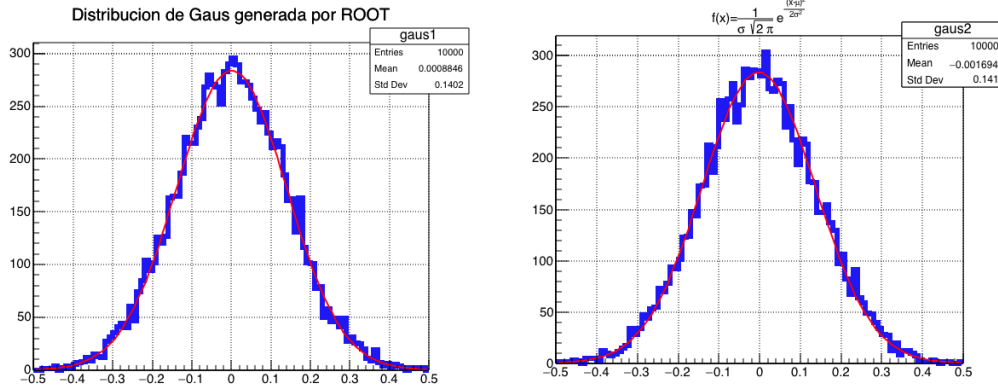 Distribucion de Gaus generada por ROOT
gaus1
Entries 10000
Mean 0.0008846
Std Dev 0.1402
300
250
200
150
100
50
0
−0.5 −0.4 −0.3 −0.2 −0.1 0 0.1 0.2 0.3 0.4 0.5
f(x)=1/(σ √2 π) e^((x-μ)²/2σ²)
gaus2
Entries 10000
Mean −0.001694
Std Dev 0.141
300
250
200
150
100
50
0
−0.5 −0.4 −0.3 −0.2 −0.1 0 0.1 0.2 0.3 0.4 0.5